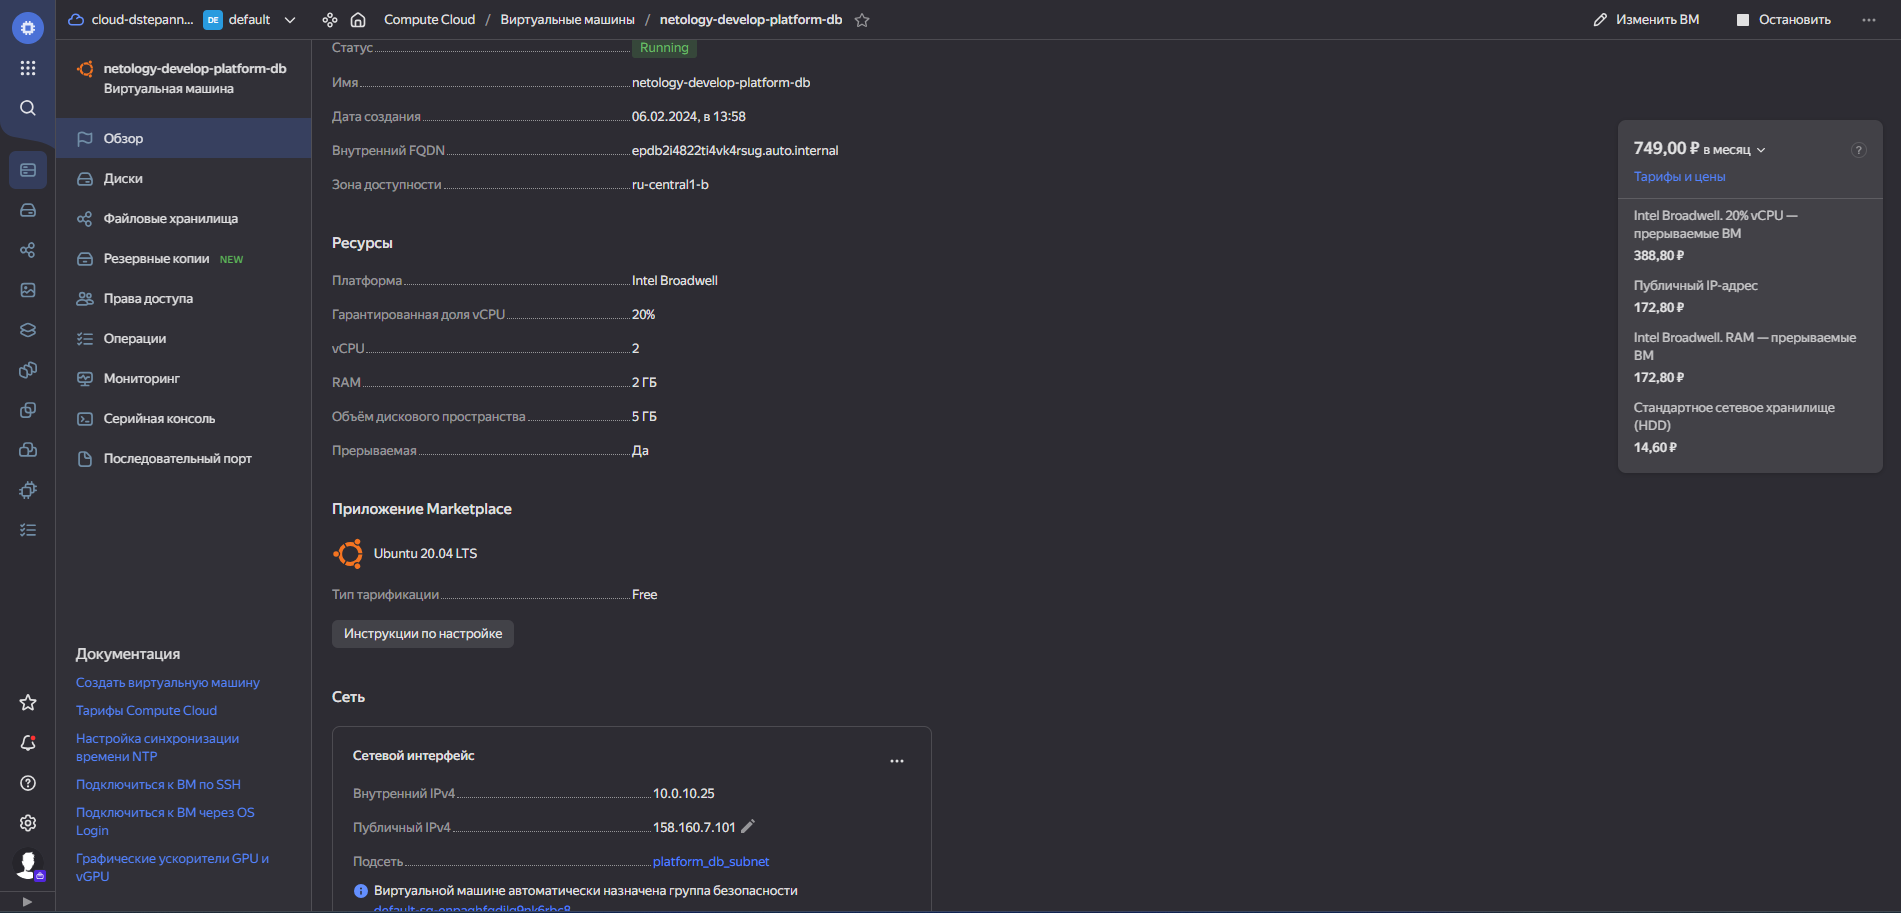 cloud-dstepann...
DE
default
Compute Cloud / Виртуальные машины / netology-develop-platform-db
Изменить ВМ
Остановить
netology-develop-platform-db
Виртуальная машина
Обзор
Диски
Файловые хранилища
Резервные копии NEW
Права доступа
Операции
Мониторинг
Серийная консоль
Последовательный порт
Документация
Создать виртуальную машину
Тарифы Compute Cloud
Настройка синхронизации
времени NTP
Подключиться к ВМ по SSH
Подключиться к ВМ через OS
Login
Графические ускорители GPU и
vGPU
Статус Running
Имя netology-develop-platform-db
Дата создания 06.02.2024, в 13:58
Внутренний FQDN epdb2i4822ti4vk4rsug.auto.internal
Зона доступности ru-central1-b
Ресурсы
Платформа Intel Broadwell
Гарантированная доля vCPU 20%
vCPU 2
RAM 2 ГБ
Объём дискового пространства 5 ГБ
Прерываемая Да
Приложение Marketplace
Ubuntu 20.04 LTS
Тип тарификации Free
Инструкции по настройке
Сеть
Сетевой интерфейс
Внутренний IPv4 10.0.10.25
Публичный IPv4 158.160.7.101
Подсеть platform_db_subnet
Виртуальной машине автоматически назначена группа безопасности
749,00 ₽ в месяц
Тарифы и цены
Intel Broadwell. 20% vCPU —
прерываемые ВМ
388,80 ₽
Публичный IP-адрес
172,80 ₽
Intel Broadwell. RAM — прерываемые
ВМ
172,80 ₽
Стандартное сетевое хранилище
(HDD)
14,60 ₽